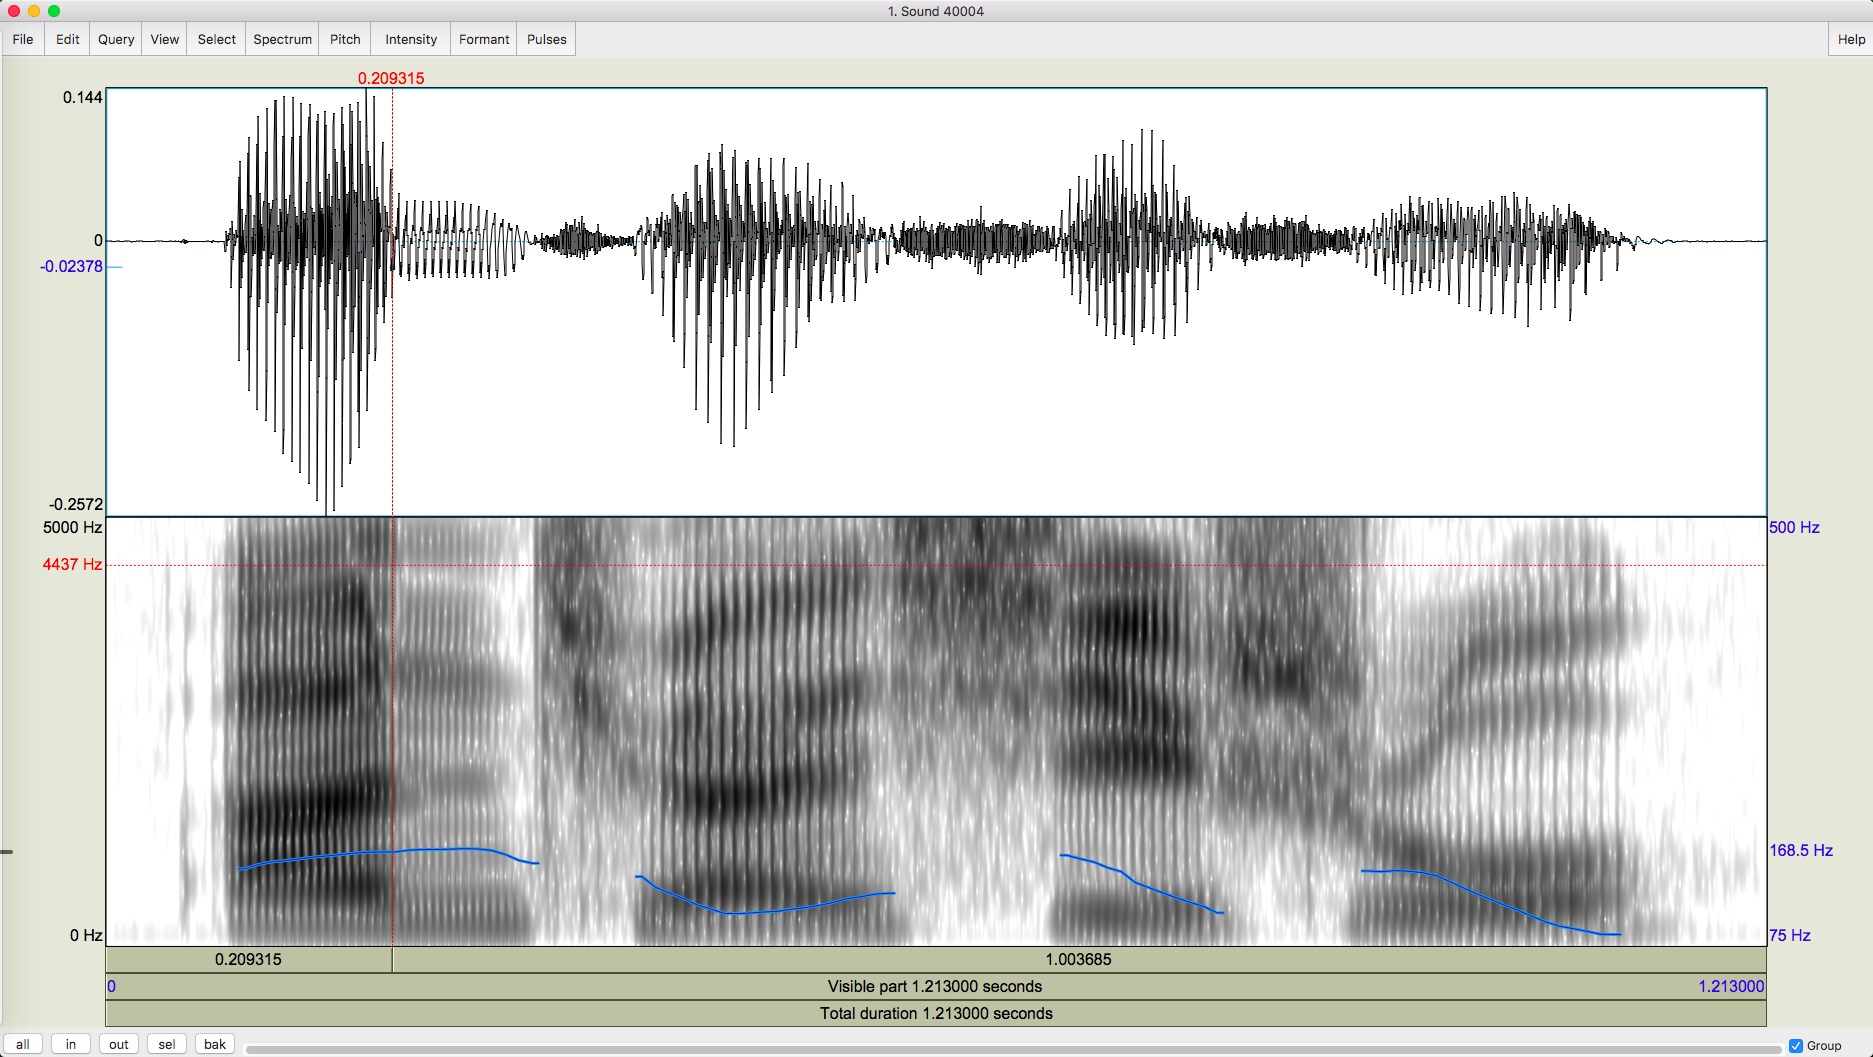 1. Sound 40004
File Edit Query View Select Spectrum Pitch Intensity Formant Pulses Help
0.209315
0.144
0
-0.02378
-0.2572
5000 Hz 500 Hz
4437 Hz
168.5 Hz
0 Hz 75 Hz
0.209315 1.003685
0 Visible part 1.213000 seconds 1.213000
Total duration 1.213000 seconds
all in out sel bak Group